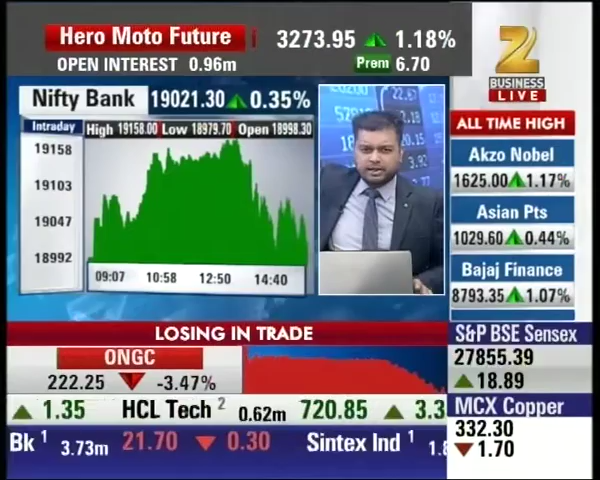 Hero Moto Future 3273.95 1.18%
OPEN INTEREST 0.96m Prem 6.70
Z
BUSINESS
LIVE
Nifty Bank 19021.30 0.35%
Intraday High 19158.00 Low 18979.70 Open 18998.30
19158
19103
19047
18992
09:07 10:58 12:50 14:40
ALL TIME HIGH
Akzo Nobel
1625.00 1.17%
Asian Pts
1029.60 0.44%
Bajaj Finance
8793.35 1.07%
LOSING IN TRADE
ONGC
222.25 -3.47%
S&P BSE Sensex
27855.39
18.89
MCX Copper
332.30
1.70
1.35 HCL Tech 2 0.62m 720.85 3.3
Bk 1 3.73m 21.70 0.30 Sintex Ind 1 1.8